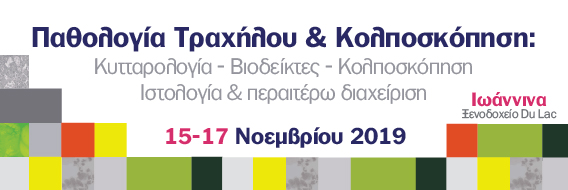 Παθολογία Τραχήλου & Κολποσκόπηση:
Κυτταρολογία - Βιοδείκτες - Κολποσκόπηση
Ιστολογία & περαιτέρω διαχείριση
Ιωάννινα
Ξενοδοχείο Du Lac
15-17 Νοεμβρίου 2019